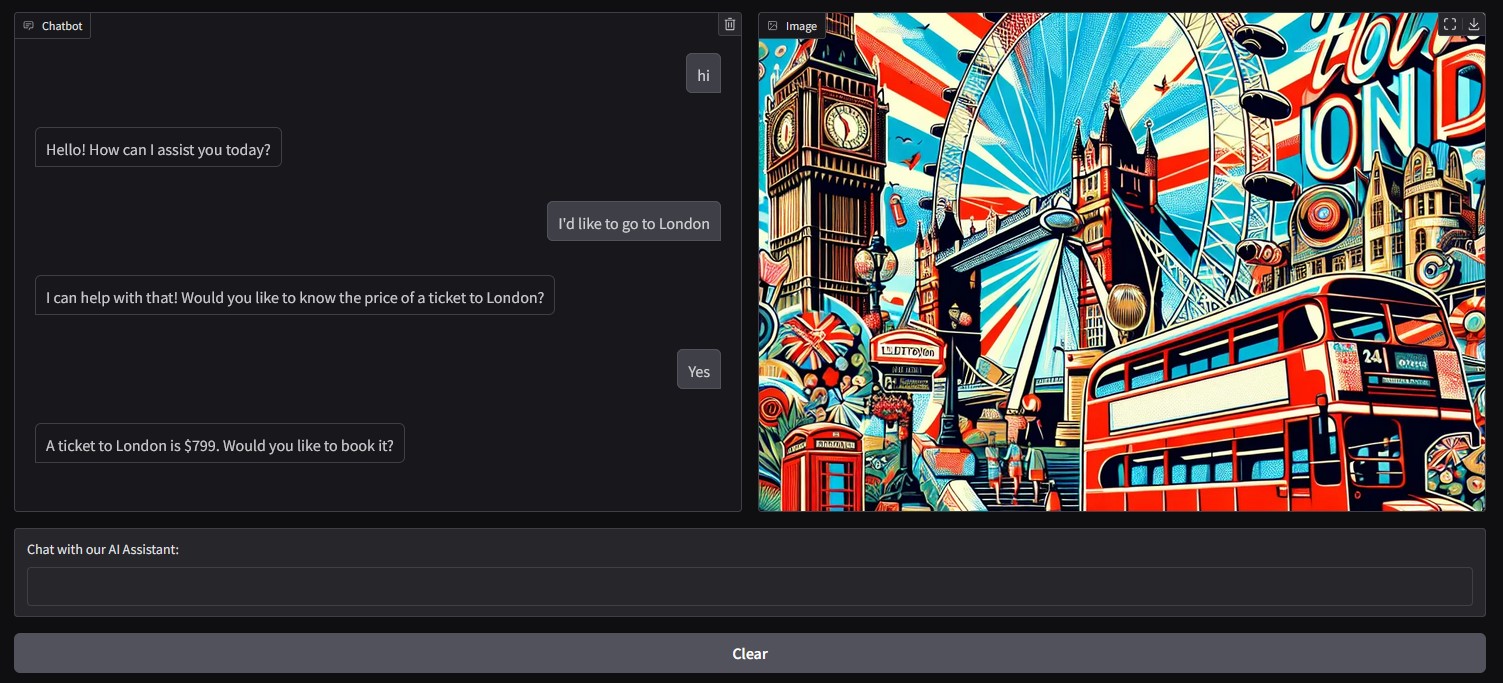 Chatbot
hi
Hello! How can I assist you today?
I'd like to go to London
I can help with that! Would you like to know the price of a ticket to London?
Yes
A ticket to London is $799. Would you like to book it?
Image
OND
24
Chat with our AI Assistant:
Clear